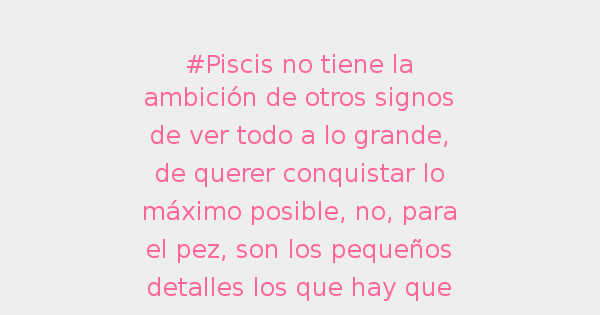 #Piscis no tiene la
ambición de otros signos
de ver todo a lo grande,
de querer conquistar lo
máximo posible, no, para
el pez, son los pequeños
detalles los que hay que